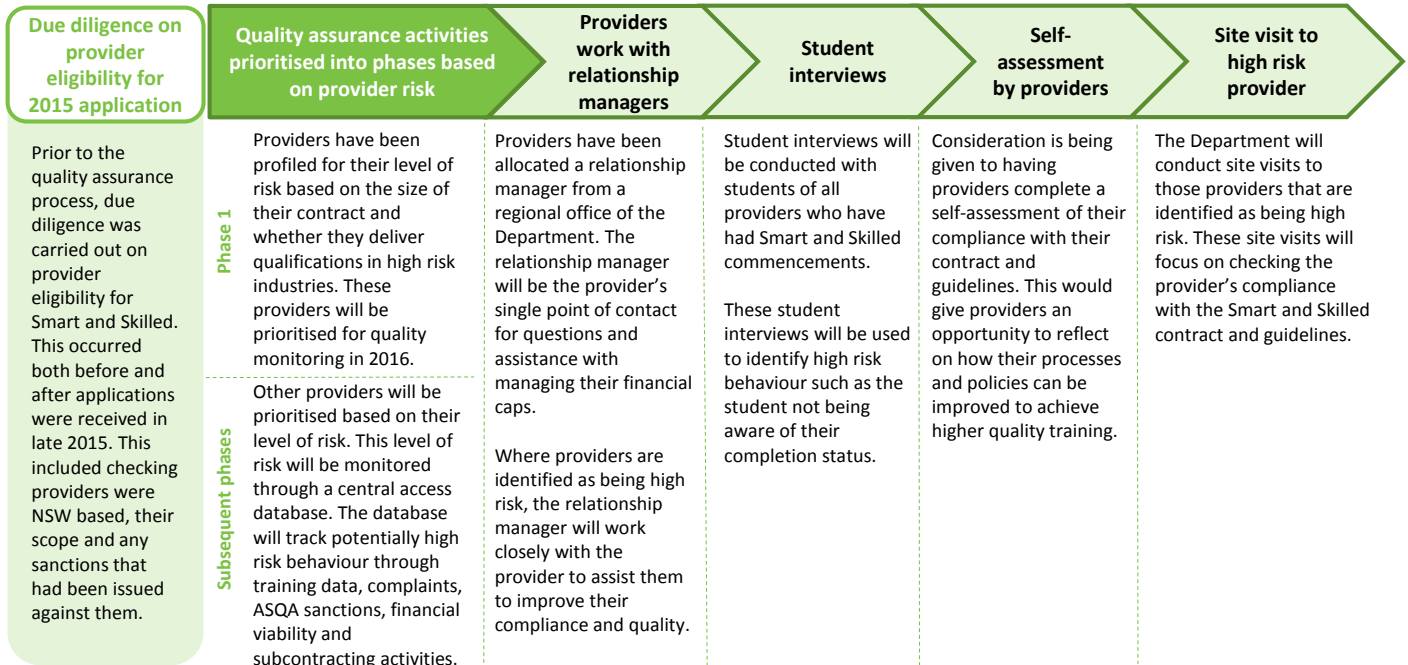 Due diligence on
provider
eligibility for
2015 application
Prior to the
quality assurance
process, due
diligence was
carried out on
provider
eligibility for
Smart and Skilled.
This occurred
both before and
after applications
were received in
late 2015. This
included checking
providers were
NSW based, their
scope and any
sanctions that
had been issued
against them.
Quality assurance activities
prioritised into phases based
on provider risk
Phase 1
Providers have been
profiled for their level of
risk based on the size of
their contract and
whether they deliver
qualifications in high risk
industries. These
providers will be
prioritised for quality
monitoring in 2016.
Subsequent phases
Other providers will be
prioritised based on their
level of risk. This level of
risk will be monitored
through a central access
database. The database
will track potentially high
risk behaviour through
training data, complaints,
ASQA sanctions, financial
viability and
subcontracting activities.
Providers
work with
relationship
managers
Providers have been
allocated a relationship
manager from a
regional office of the
Department. The
relationship manager
will be the provider’s
single point of contact
for questions and
assistance with
managing their financial
caps.
Where providers are
identified as being high
risk, the relationship
manager will work
closely with the
provider to assist them
to improve their
compliance and quality.
Student
interviews
Student interviews will
be conducted with
students of all
providers who have
had Smart and Skilled
commencements.
These student
interviews will be used
to identify high risk
behaviour such as the
student not being
aware of their
completion status.
Self-
assessment
by providers
Consideration is being
given to having
providers complete a
self-assessment of their
compliance with their
contract and
guidelines. This would
give providers an
opportunity to reflect
on how their processes
and policies can be
improved to achieve
higher quality training.
Site visit to
high risk
provider
The Department will
conduct site visits to
those providers that are
identified as being high
risk. These site visits will
focus on checking the
provider’s compliance
with the Smart and Skilled
contract and guidelines.